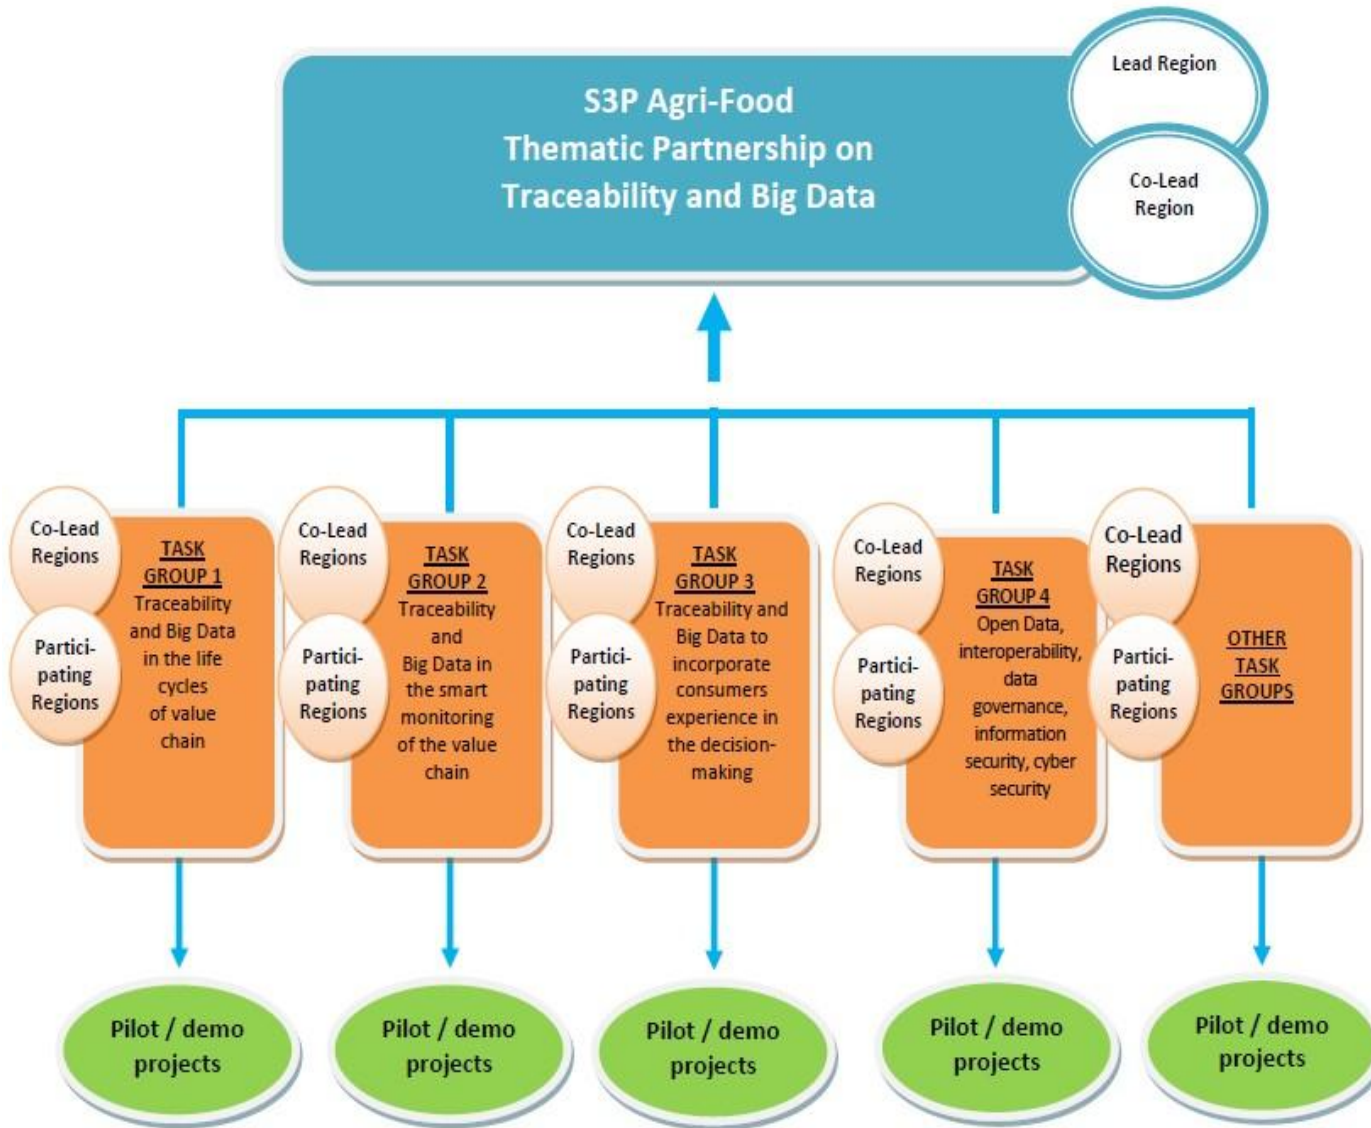 S3P Agri-Food
Thematic Partnership on
Traceability and Big Data
Lead Region
Co-Lead
Region
Co-Lead
Regions
Partici-
pating
Regions
TASK
GROUP 1
Traceability
and Big Data
in the life
cycles
of value
chain
Co-Lead
Regions
Partici-
pating
Regions
TASK
GROUP 2
Traceability
and
Big Data in
the smart
monitoring
of the value
chain
Co-Lead
Regions
Partici-
pating
Regions
TASK
GROUP 3
Traceability and
Big Data to
incorporate
consumers
experience in
the decision-
making
Co-Lead
Regions
Partici-
pating
Regions
TASK
GROUP 4
Open Data,
interoperability,
data
governance,
information
security, cyber
security
Co-Lead
Regions
Partici-
pating
Regions
OTHER
TASK
GROUPS
Pilot / demo
projects
Pilot / demo
projects
Pilot / demo
projects
Pilot / demo
projects
Pilot / demo
projects